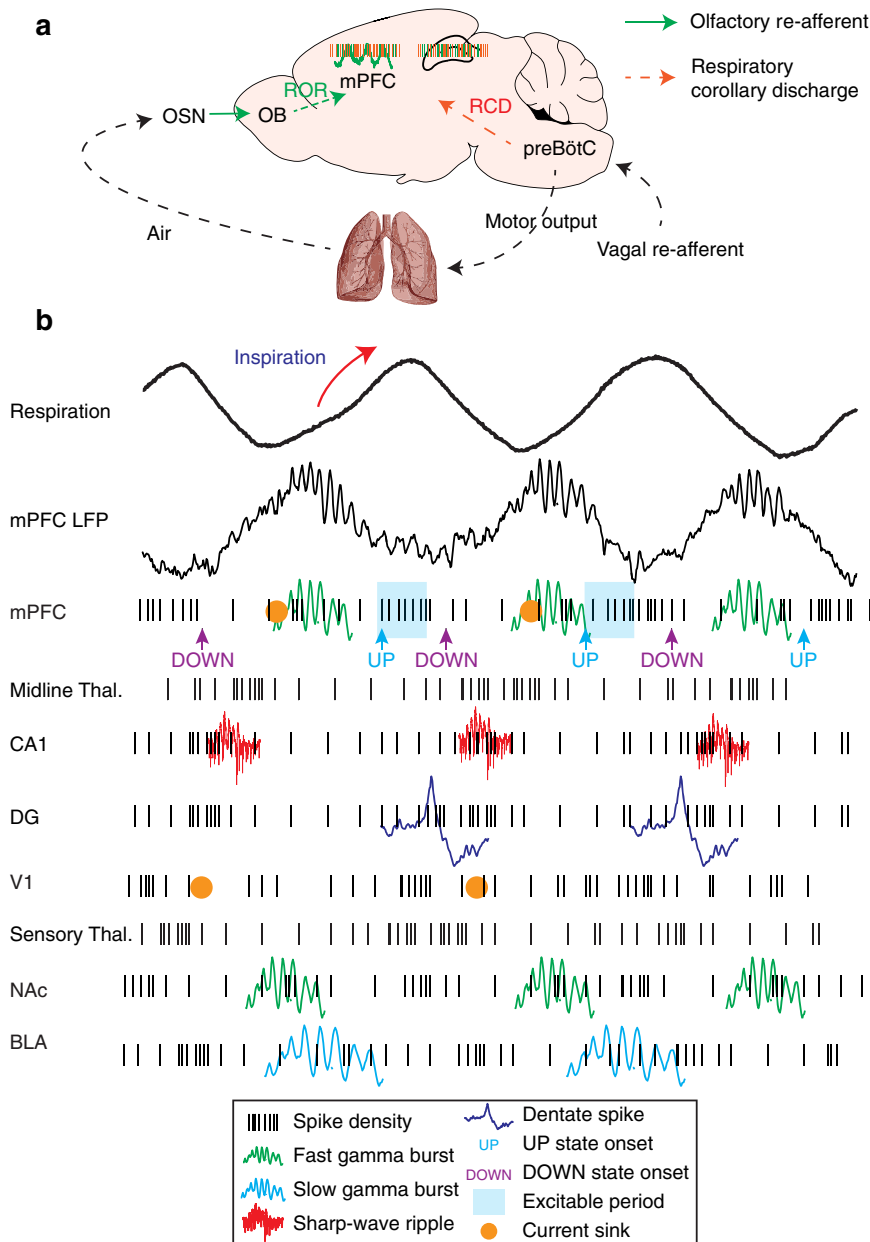 a
Olfactory re-afferent
Respiratory
corollary discharge
mPFC
ROR
OSN
OB
RCD
preBötC
Motor output
Air
Vagal re-afferent
b
Inspiration
Respiration
mPFC LFP
mPFC
DOWN
UP
DOWN
UP
DOWN
UP
Midline Thal.
CA1
DG
V1
Sensory Thal.
NAc
BLA
Spike density
Fast gamma burst
Slow gamma burst
Sharp-wave ripple
Dentate spike
UP UP state onset
DOWN DOWN state onset
Excitable period
Current sink